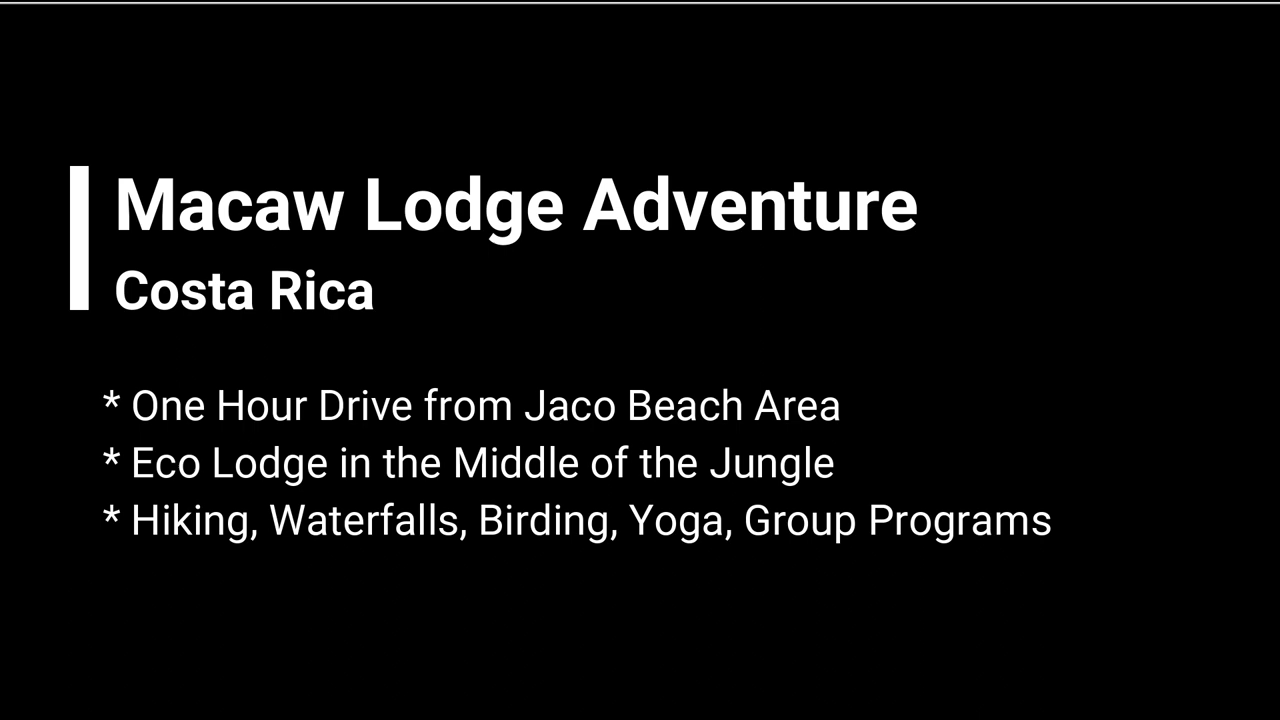 Macaw Lodge Adventure
Costa Rica
* One Hour Drive from Jaco Beach Area
* Eco Lodge in the Middle of the Jungle
* Hiking, Waterfalls, Birding, Yoga, Group Programs